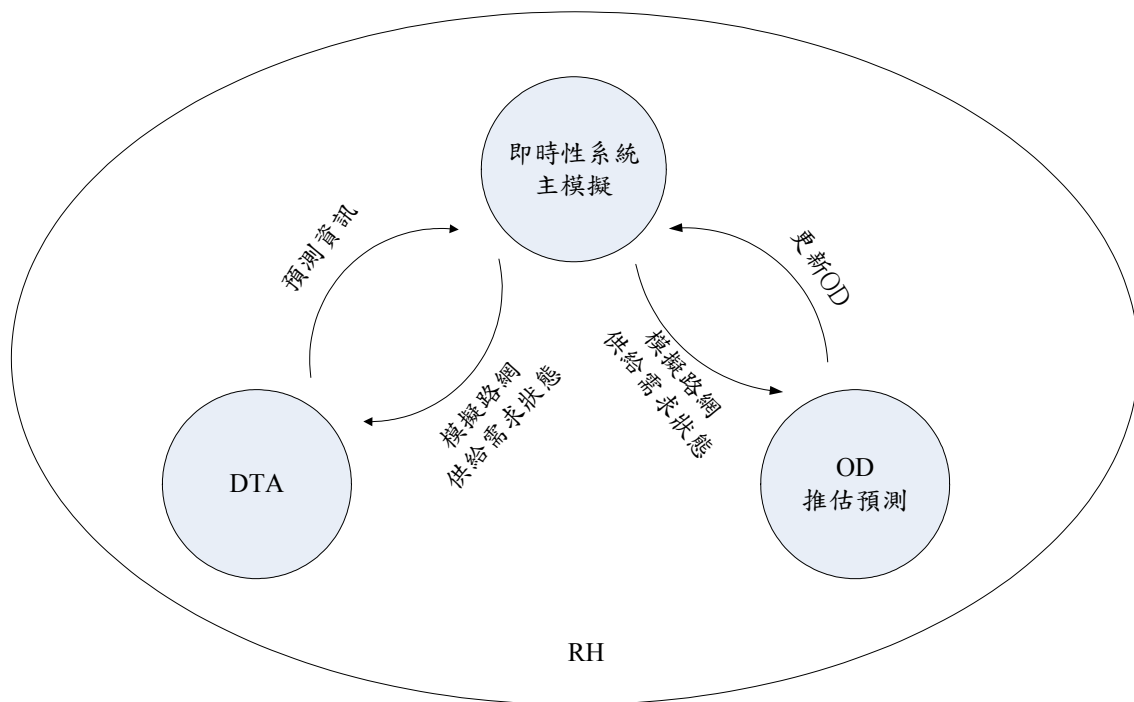 即時性系統
主模擬
預測資訊
更新OD
模擬路網
供給需求狀態
模擬路網
供給需求狀態
DTA
OD
推估預測
RH